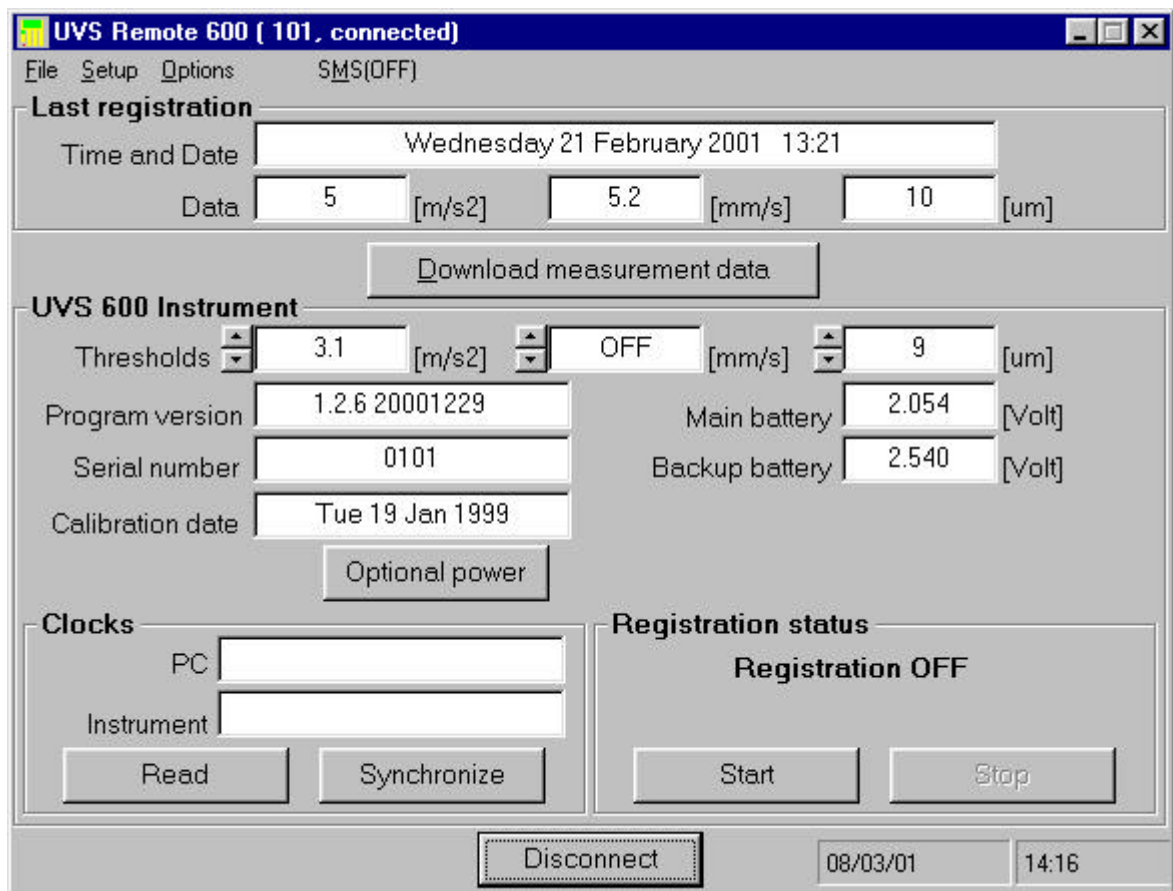 UVS Remote 600 ( 101, connected)
File Setup Options SMS(OFF)
Last registration
Time and Date Wednesday 21 February 2001 13:21
Data 5 [m/s2] 5.2 [mm/s] 10 [um]
Download measurement data
UVS 600 Instrument
Thresholds 3.1 [m/s2] OFF [mm/s] 9 [um]
Program version 1.2.6 20001229 Main battery 2.054 [Volt]
Serial number 0101 Backup battery 2.540 [Volt]
Calibration date Tue 19 Jan 1999
Optional power
Clocks Registration status
PC Registration OFF
Instrument
Read Synchronize Start Stop
Disconnect 08/03/01 14:16